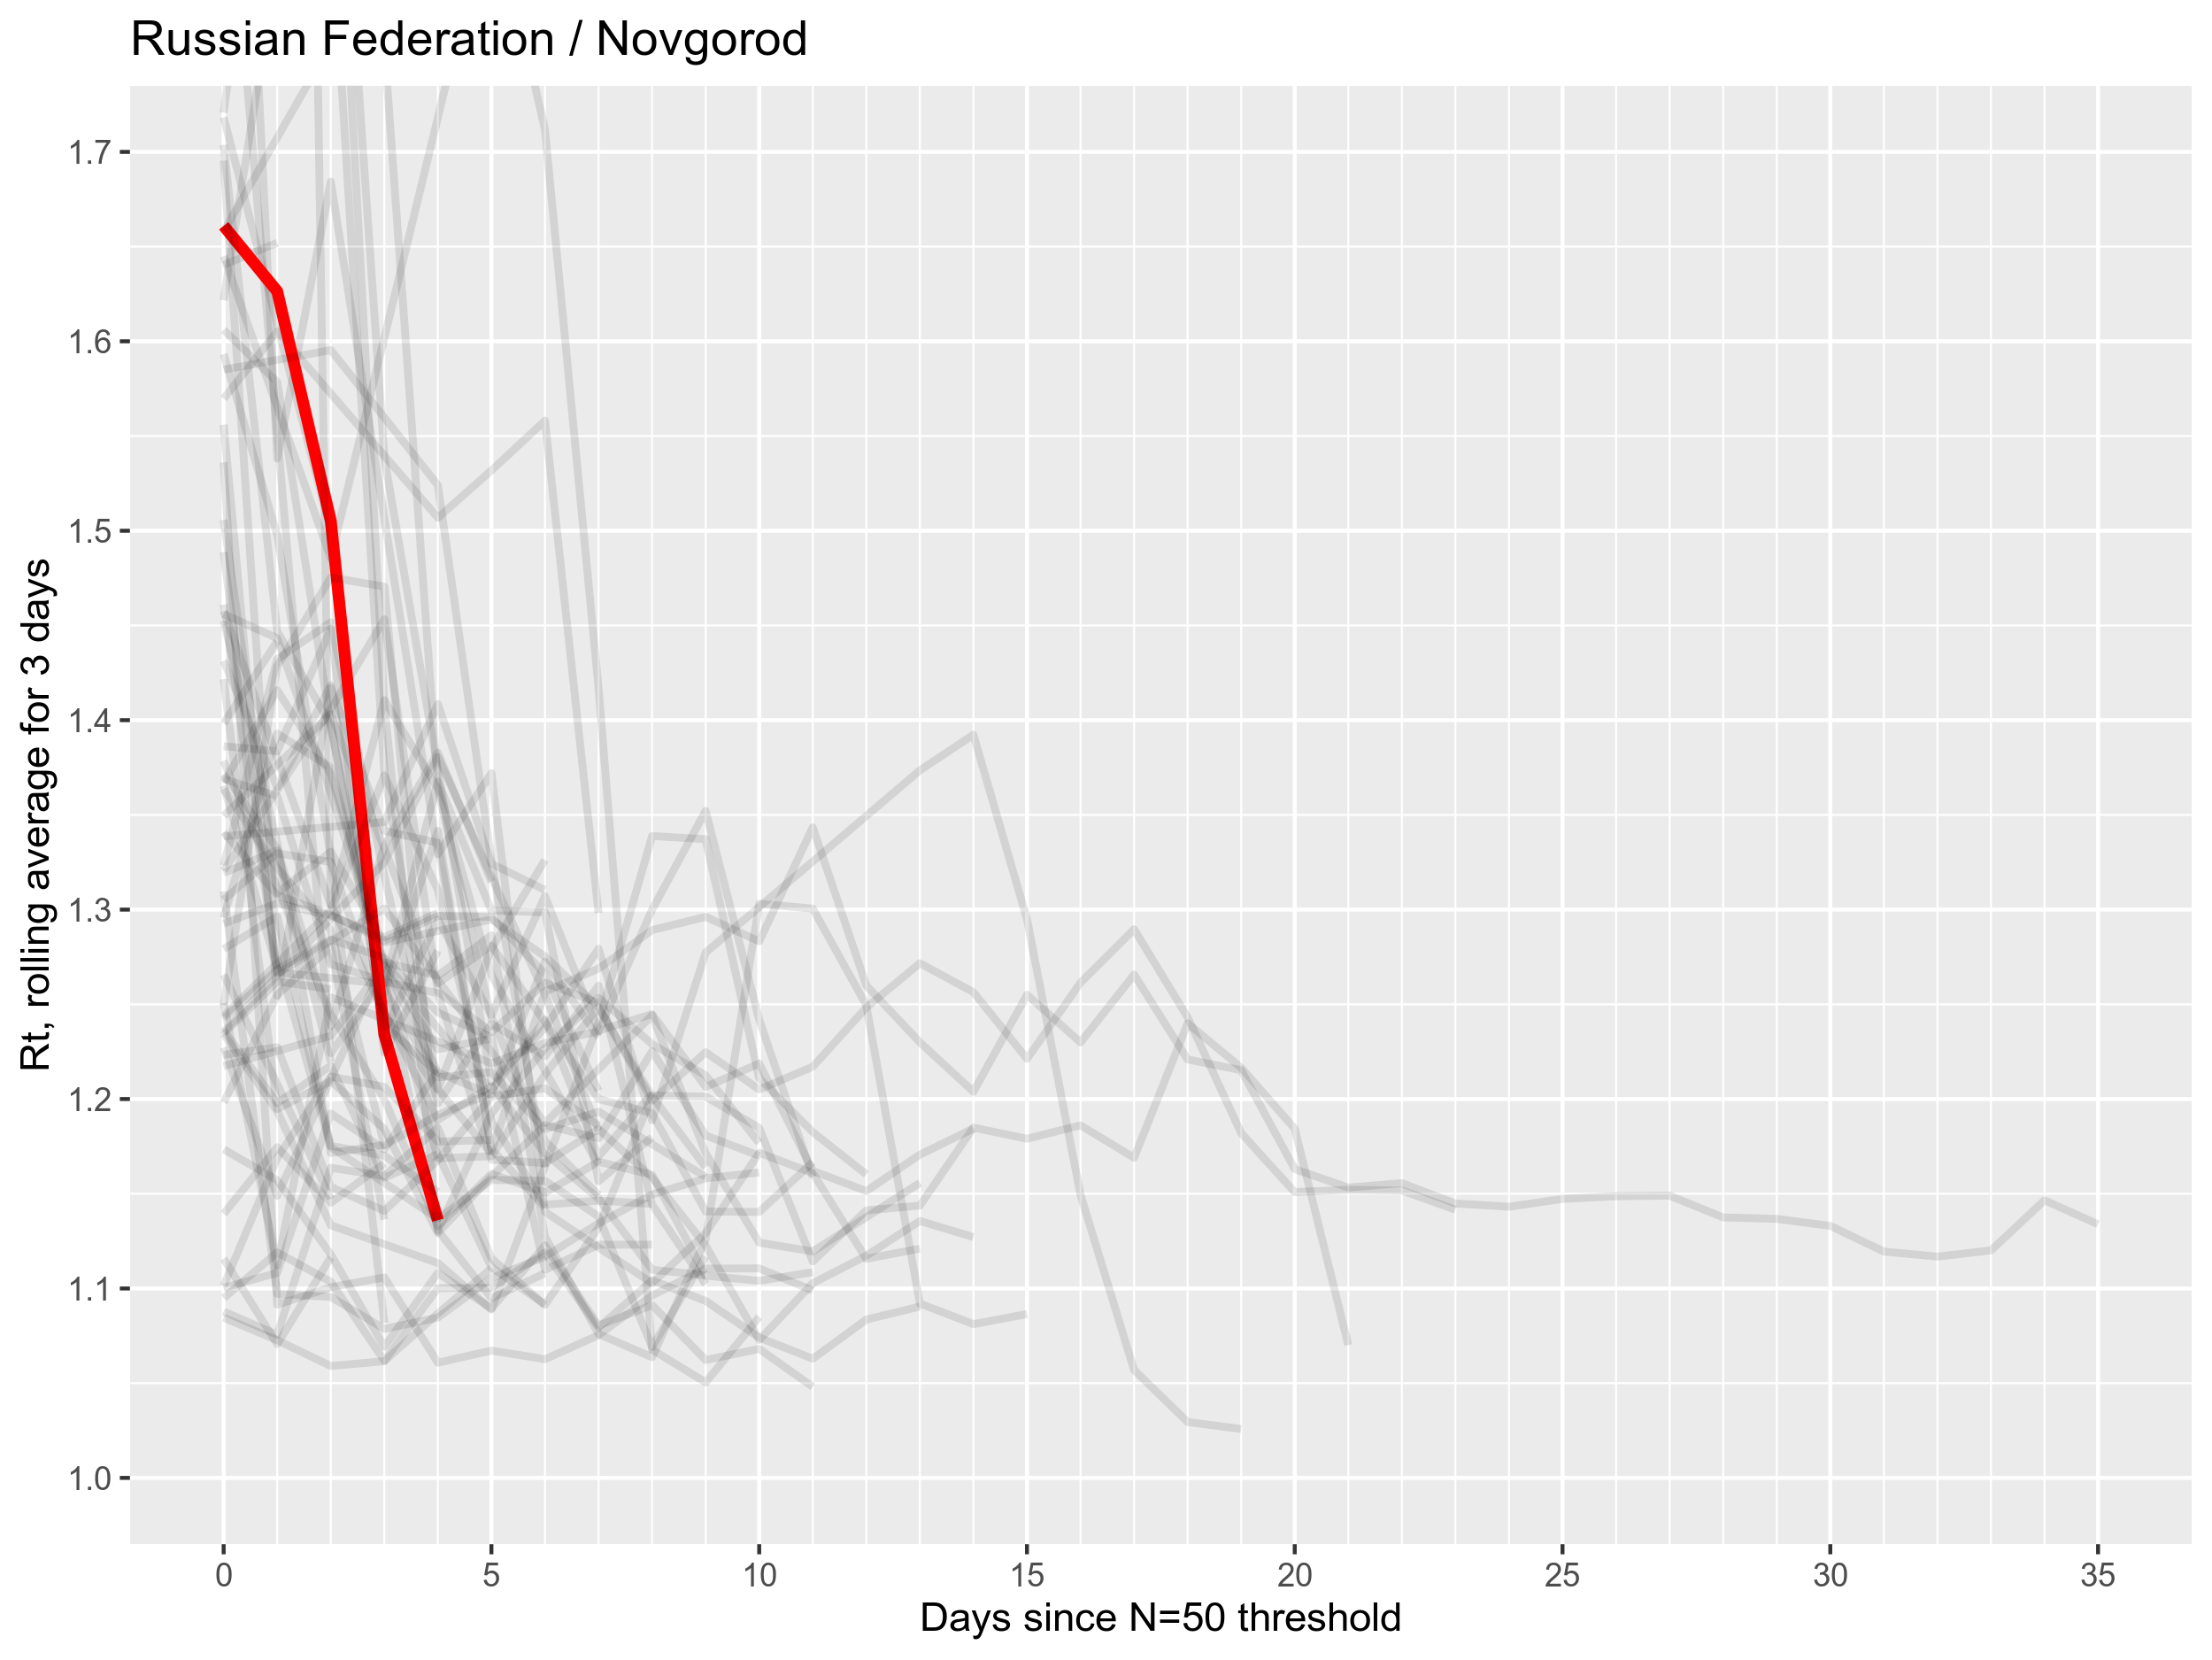 Russian Federation / Novgorod
Rt, rolling average for 3 days
1.7
1.6
1.5
1.4
1.3
1.2
1.1
1.0
0 5 10 15 20 25 30 35
Days since N=50 threshold